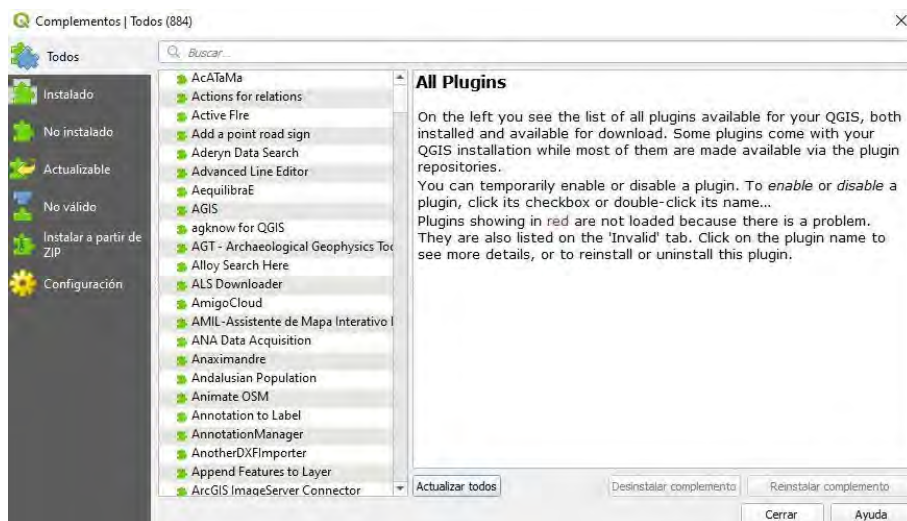 Complementos | Todos (884)
Todos
Instalado
No instalado
Actualizable
No válido
Instalar a partir de
ZIP
Configuración
Buscar...
AcATaMa
Actions for relations
Active FIre
Add a point road sign
Aderyn Data Search
Advanced Line Editor
AequilibraE
AGIS
agknow for QGIS
AGT - Archaeological Geophysics Too
Alloy Search Here
ALS Downloader
AmigoCloud
AMIL-Assistente de Mapa Interativo
ANA Data Acquisition
Anaximandre
Andalusian Population
Animate OSM
Annotation to Label
AnnotationManager
AnotherDXFImporter
Append Features to Layer
ArcGIS ImageServer Connector
All Plugins
On the left you see the list of all plugins available for your QGIS, both
installed and available for download. Some plugins come with your
QGIS installation while most of them are made available via the plugin
repositories.
You can temporarily enable or disable a plugin. To enable or disable a
plugin, click its checkbox or double-click its name...
Plugins showing in red are not loaded because there is a problem.
They are also listed on the 'Invalid' tab. Click on the plugin name to
see more details, or to reinstall or uninstall this plugin.
Actualizar todos
Desinstalar complemento
Reinstalar complemento
Cerrar
Ayuda